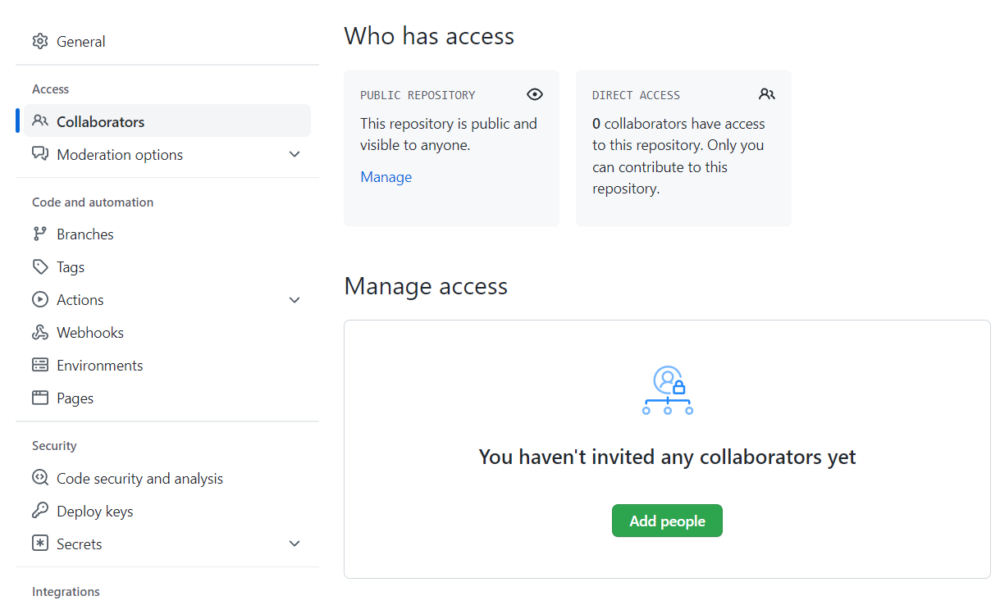 General
Access
Collaborators
Moderation options
Code and automation
Branches
Tags
Actions
Webhooks
Environments
Pages
Security
Code security and analysis
Deploy keys
Secrets
Integrations
Who has access
PUBLIC REPOSITORY
This repository is public and
visible to anyone.
Manage
DIRECT ACCESS
0 collaborators have access
to this repository. Only you
can contribute to this
repository.
Manage access
You haven't invited any collaborators yet
Add people